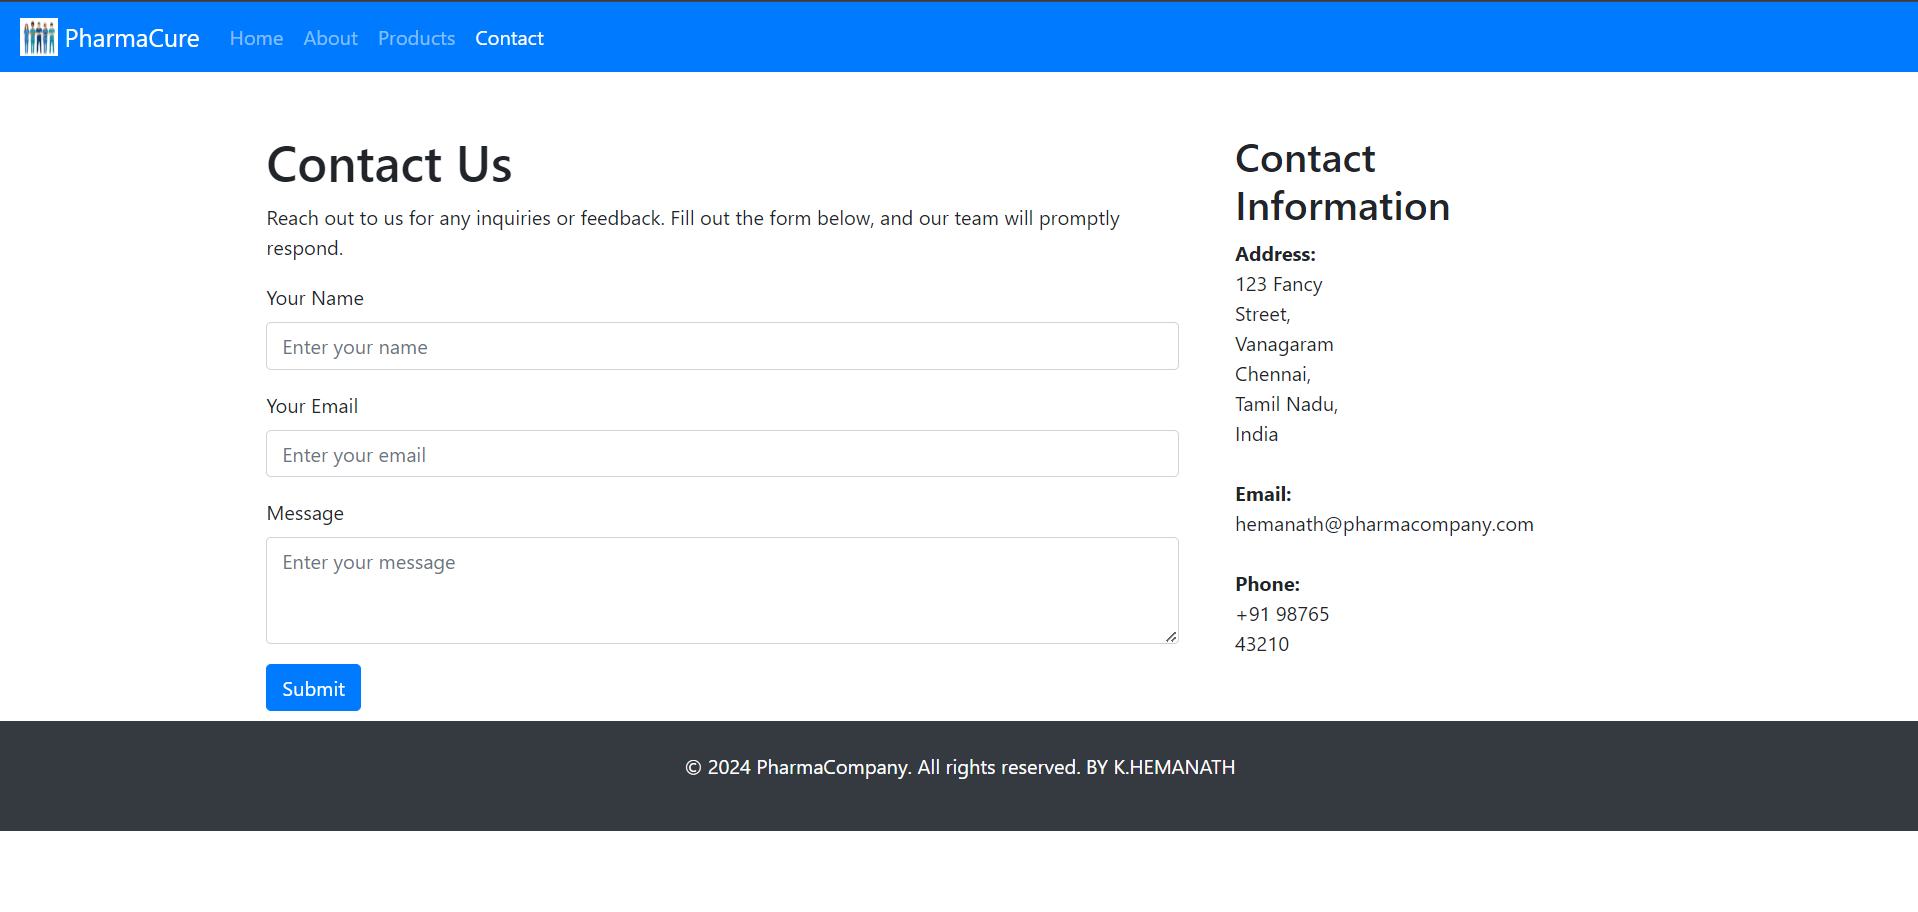 PharmaCure Home About Products Contact
Contact Us
Reach out to us for any inquiries or feedback. Fill out the form below, and our team will promptly
respond.
Your Name
Enter your name
Your Email
Enter your email
Message
Enter your message
Submit
Contact
Information
Address:
123 Fancy
Street,
Vanagaram
Chennai,
Tamil Nadu,
India
Email:
hemanath@pharmacompany.com
Phone:
+91 98765
43210
© 2024 PharmaCompany. All rights reserved. BY K.HEMANATH